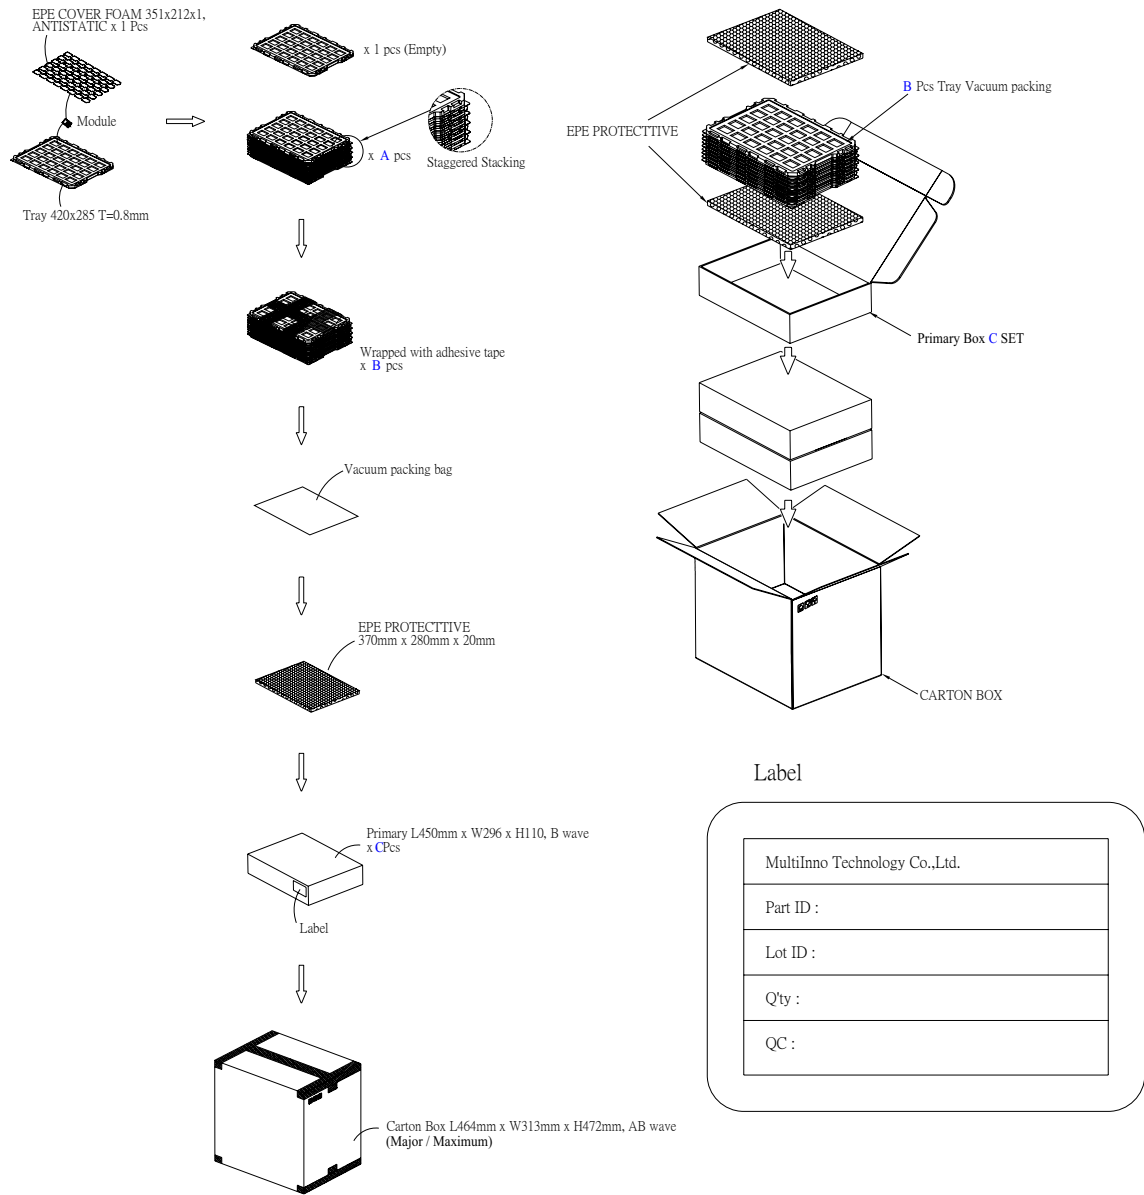 EPE COVER FOAM 351x212x1,
ANTISTATIC x 1 Pcs
Module
Tray 420x285 T=0.8mm
x 1 pcs (Empty)
x A pcs
Staggered Stacking
Wrapped with adhesive tape
x B pcs
Vacuum packing bag
EPE PROTECTTIVE
370mm x 280mm x 20mm
Primary L450mm x W296 x H110, B wave
x CPcs
Label
Carton Box L464mm x W313mm x H472mm, AB wave
(Major / Maximum)
B Pcs Tray Vacuum packing
EPE PROTECTTIVE
Primary Box C SET
CARTON BOX
Label
MultiInno Technology Co.,Ltd.
Part ID :
Lot ID :
Q'ty :
QC :